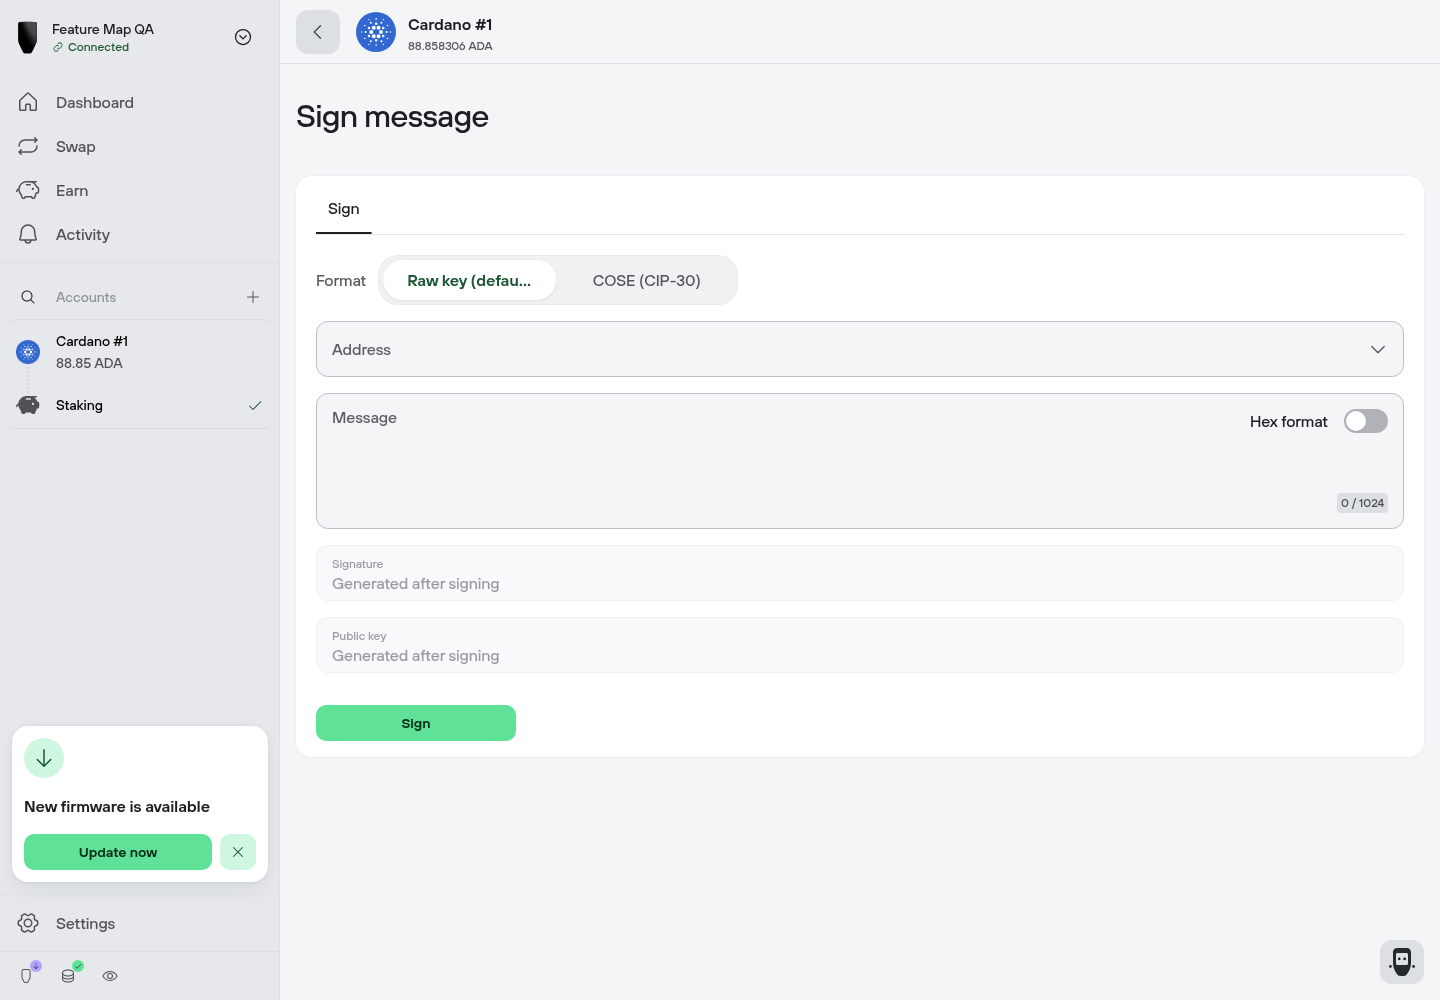 Feature Map QA
Connected
Dashboard
Swap
Earn
Activity
Accounts
Cardano #1
88.85 ADA
Staking
New firmware is available
Update now
Settings
Cardano #1
88.858306 ADA
Sign message
Sign
Format
Raw key (defau...
COSE (CIP-30)
Address
Message
Hex format
0 / 1024
Signature
Generated after signing
Public key
Generated after signing
Sign